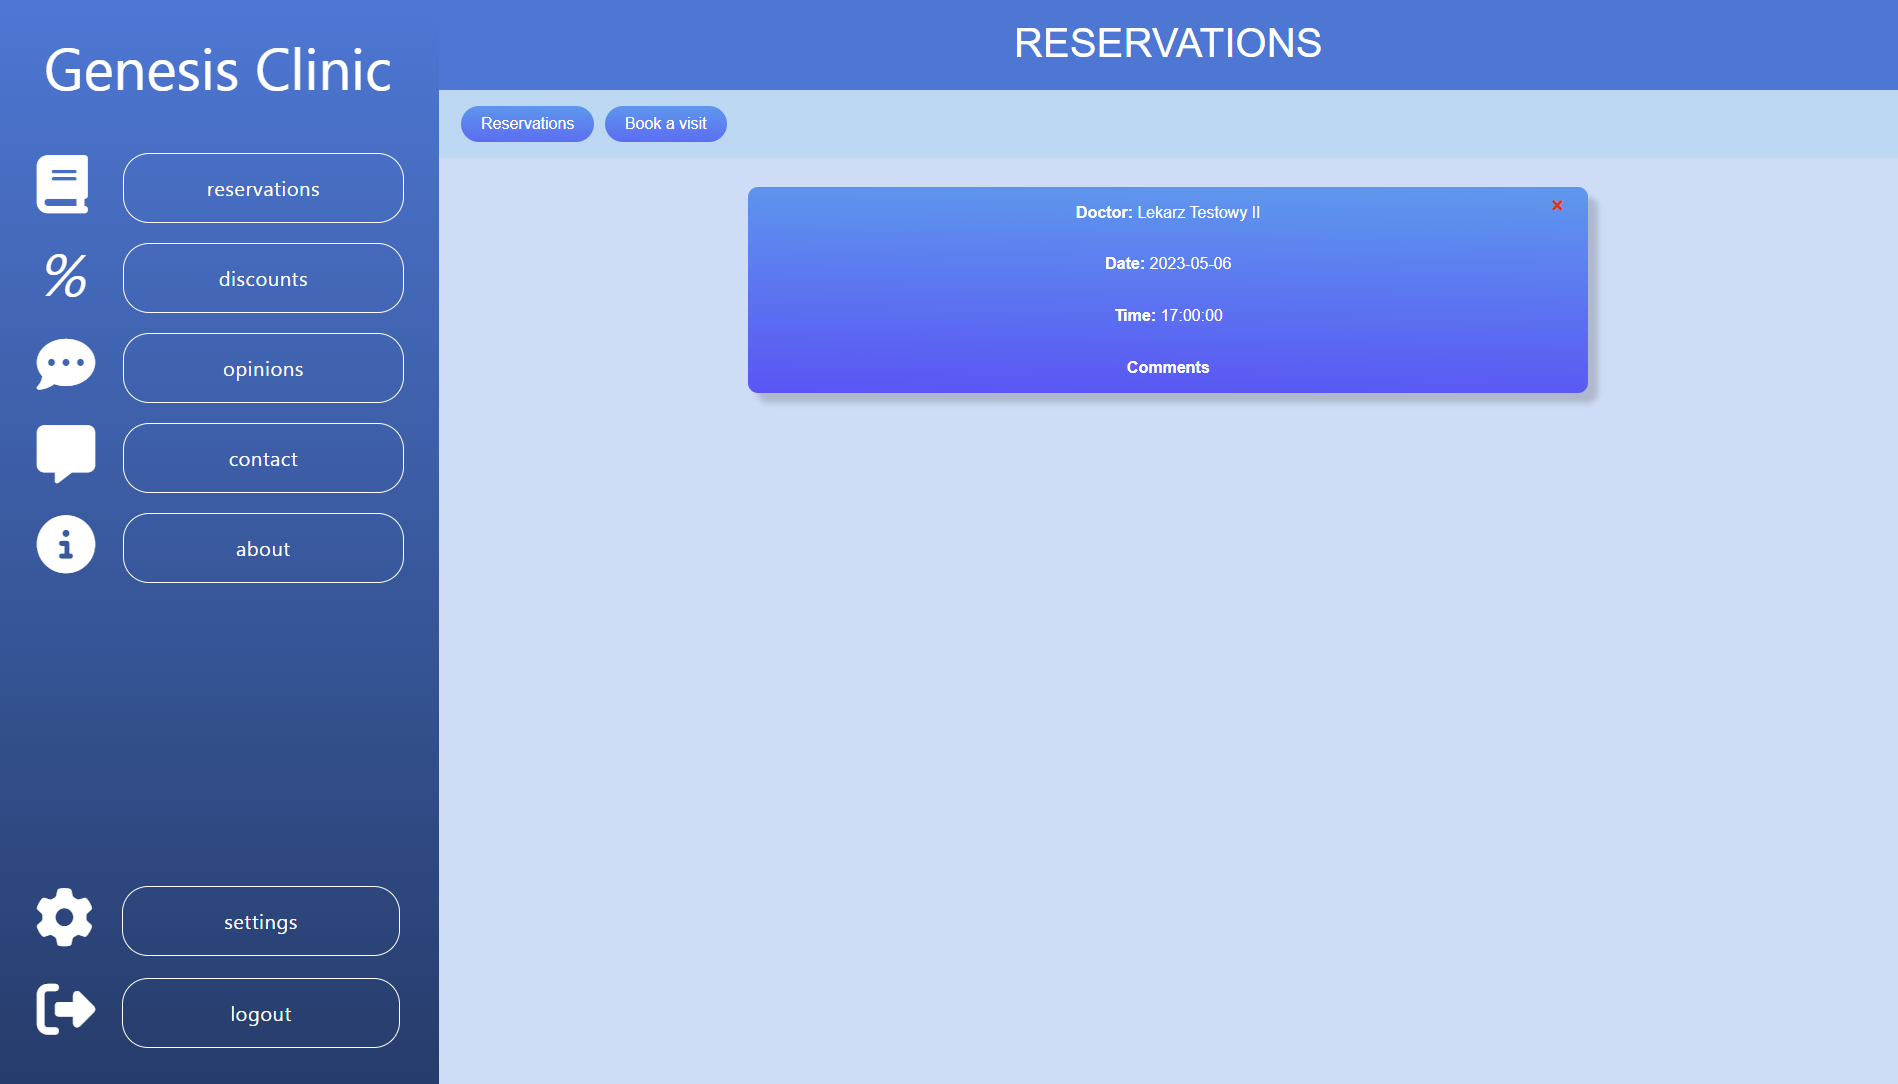 Genesis Clinic
reservations
%
discounts
opinions
contact
about
settings
logout
RESERVATIONS
Reservations
Book a visit
Doctor: Lekarz Testowy II
Date: 2023-05-06
Time: 17:00:00
Comments